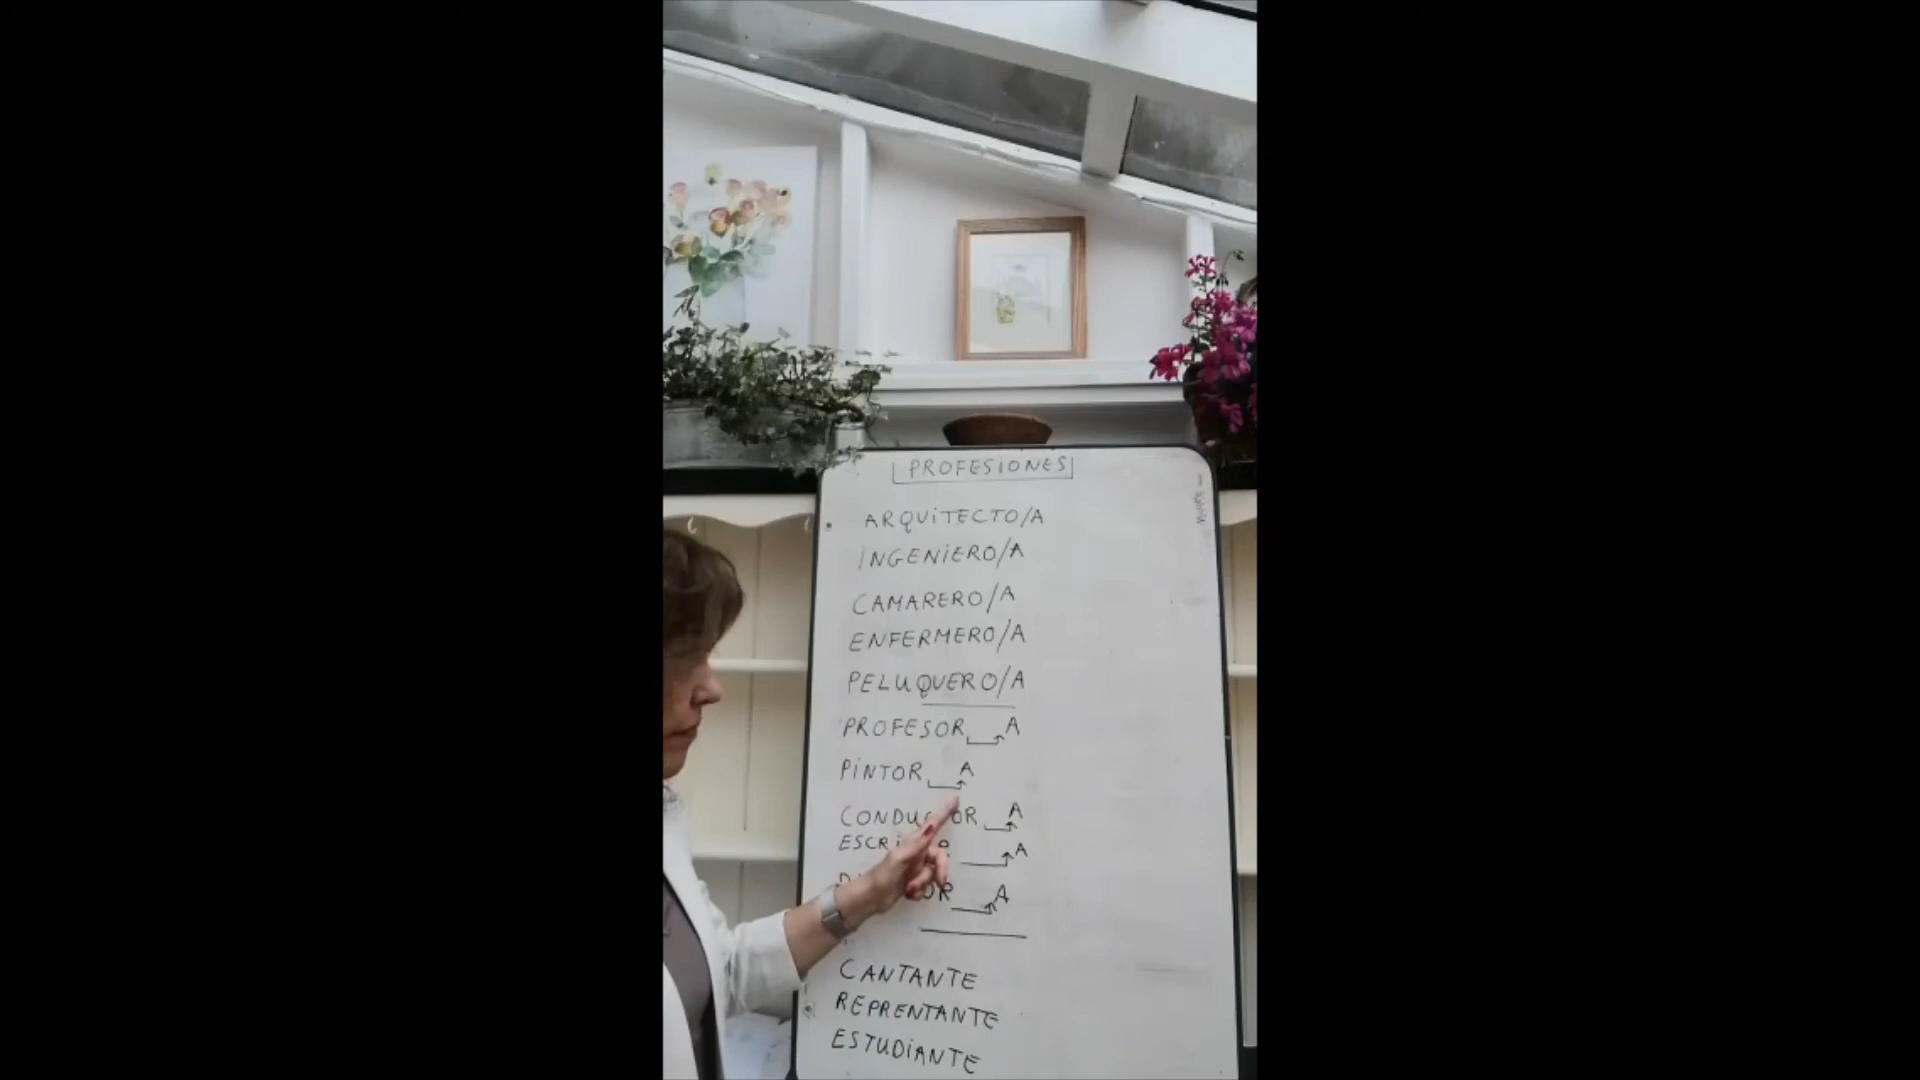 PROFESIONES
ARQUITECTO/A
INGENIERO/A
CAMARERO/A
ENFERMERO/A
PELUQUERO/A
PROFESOR A
PINTOR A
A
A
A
CANTANTE
REPRENTANTE
ESTUDIANTE